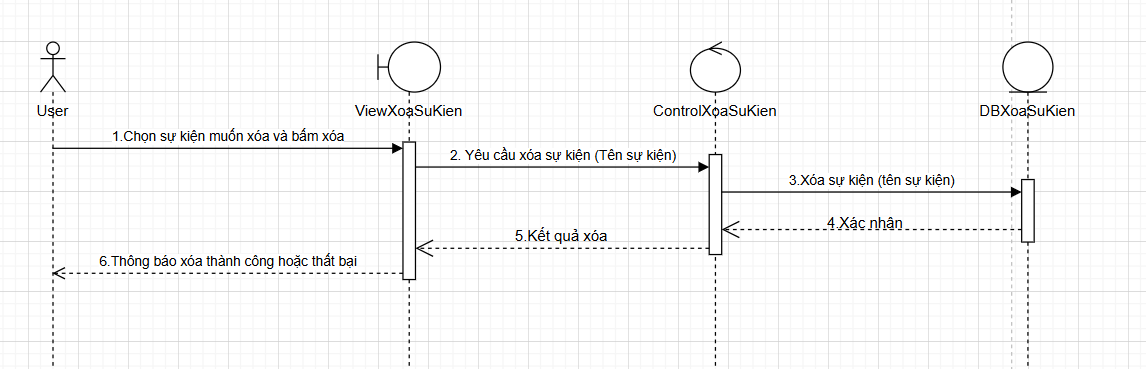 User
ViewXoaSuKien
ControlXoaSuKien
DBXoaSuKien
1.Chọn sự kiện muốn xóa và bấm xóa
2. Yêu cầu xóa sự kiện (Tên sự kiện)
3.Xóa sự kiện (tên sự kiện)
4.Xác nhân
5.Kết quả xóa
6.Thông báo xóa thành công hoặc thất bại